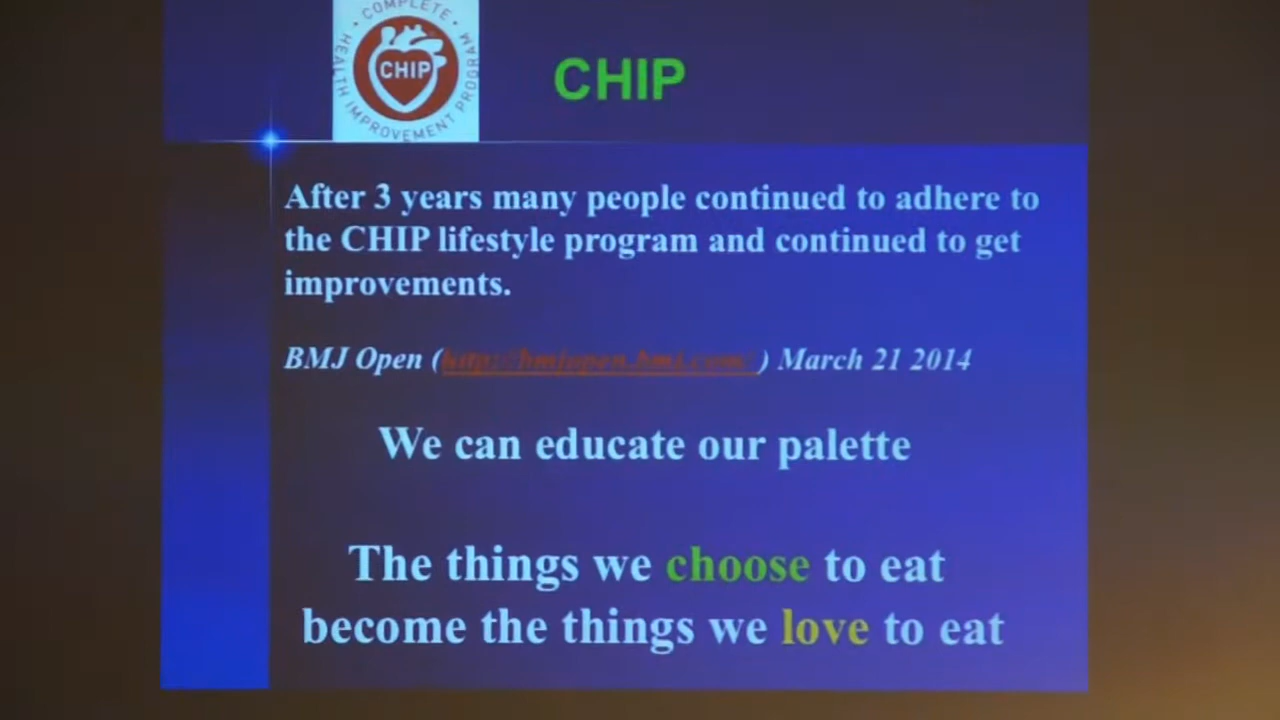 COMPLETE
HEALTH IMPROVEMENT PROGRAM
CHIP
CHIP
After 3 years many people continued to adhere to
the CHIP lifestyle program and continued to get
improvements.
BMJ Open (http://bmjopen.bmj.com/ ) March 21 2014
We can educate our palette
The things we choose to eat
become the things we love to eat